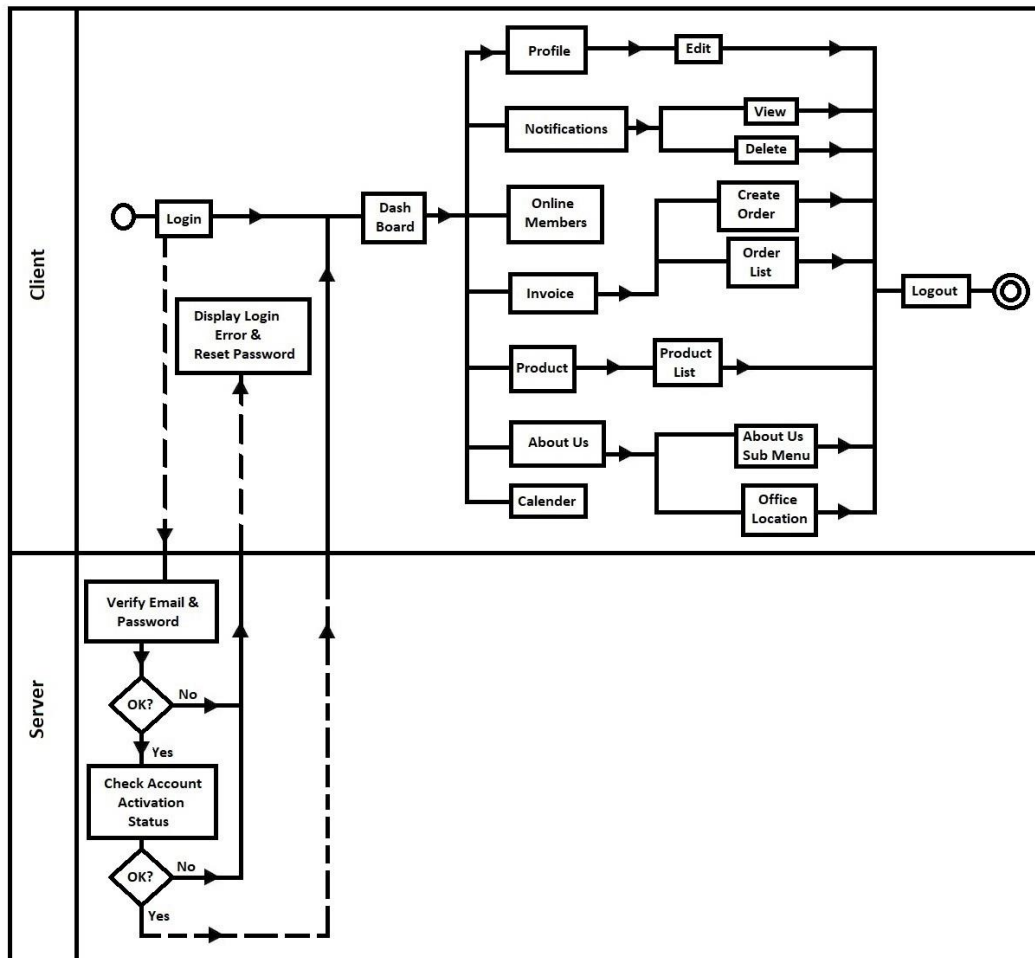 Client
Profile
Edit
Notifications
View
Delete
Login
Dash
Board
Online
Members
Create
Order
Order
List
Invoice
Logout
Display Login
Error &
Reset Password
Product
Product
List
About Us
About Us
Sub Menu
Calender
Office
Location
Server
Verify Email &
Password
OK?
No
Yes
Check Account
Activation
Status
OK?
No
Yes